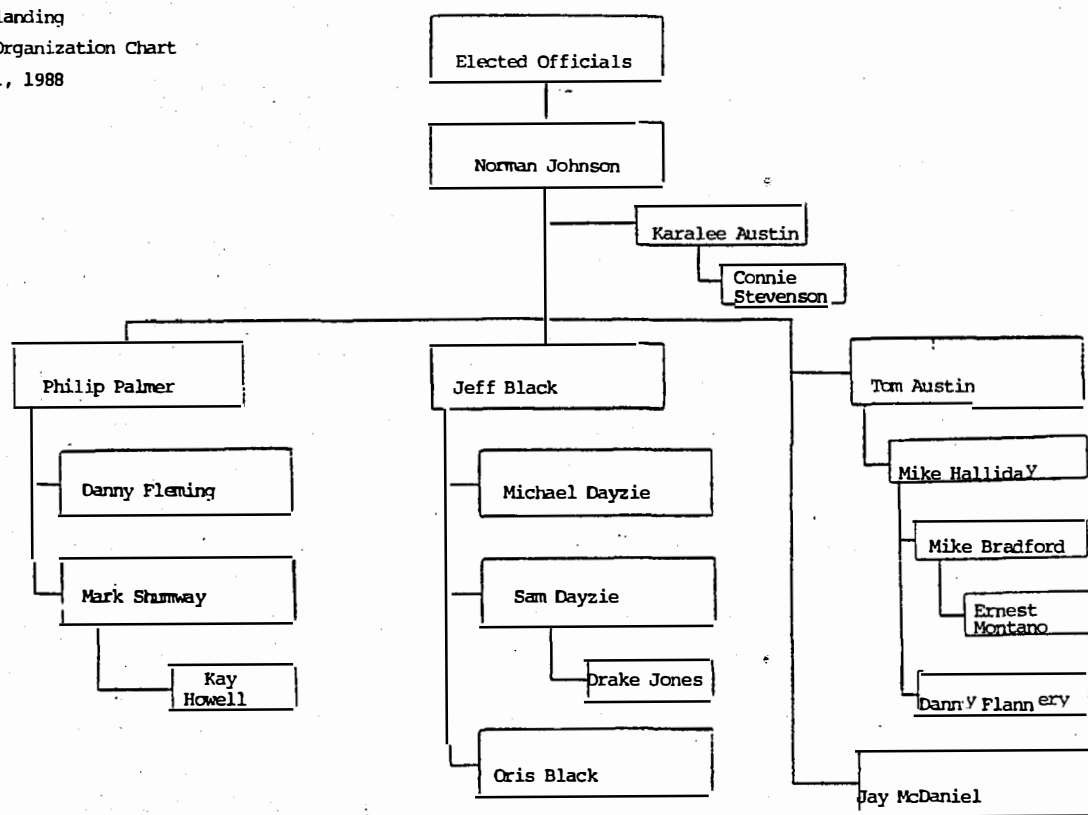 landing
Organization Chart
1, 1988
Elected Officials
Norman Johnson
Karalee Austin
Connie
Stevenson
Philip Palmer
Jeff Black
Tom Austin
Danny Fleming
Michael Dayzie
Mike Halliday
Mark Shumway
Sam Dayzie
Mike Bradford
Ernest
Montano
Kay
Howell
Drake Jones
Danny Flannery
Oris Black
Jay McDaniel